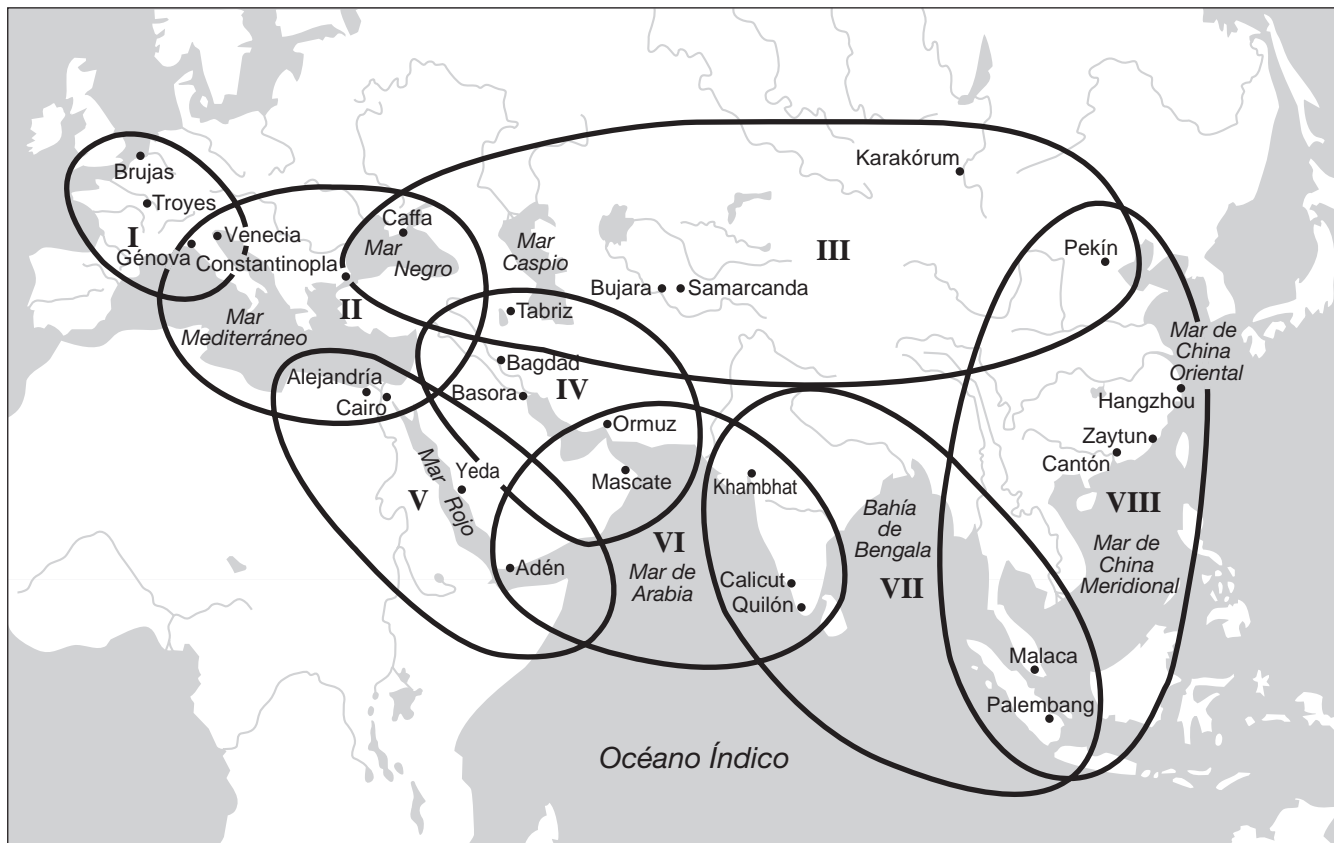 Karakórum
Brujas
Troyes
I
Génova
Venecia
Constantinopla
Caffa
Mar
Negro
Mar
Caspio
III
Pekín
Bujara
Samarcanda
II
Mar
Mediterráneo
Tabriz
Mar de
China
Oriental
Bagdad
IV
Basora
Alejandría
Cairo
Hangzhou
Ormuz
Zaytun
Cantón
Mascate
Khambhat
Yeda
Mar
Rojo
V
VIII
Bahía
de
Bengala
VI
Mar de
Arabia
VII
Mar de
China
Meridional
Adén
Calicut
Quilón
Malaca
Palembang
Océano Índico